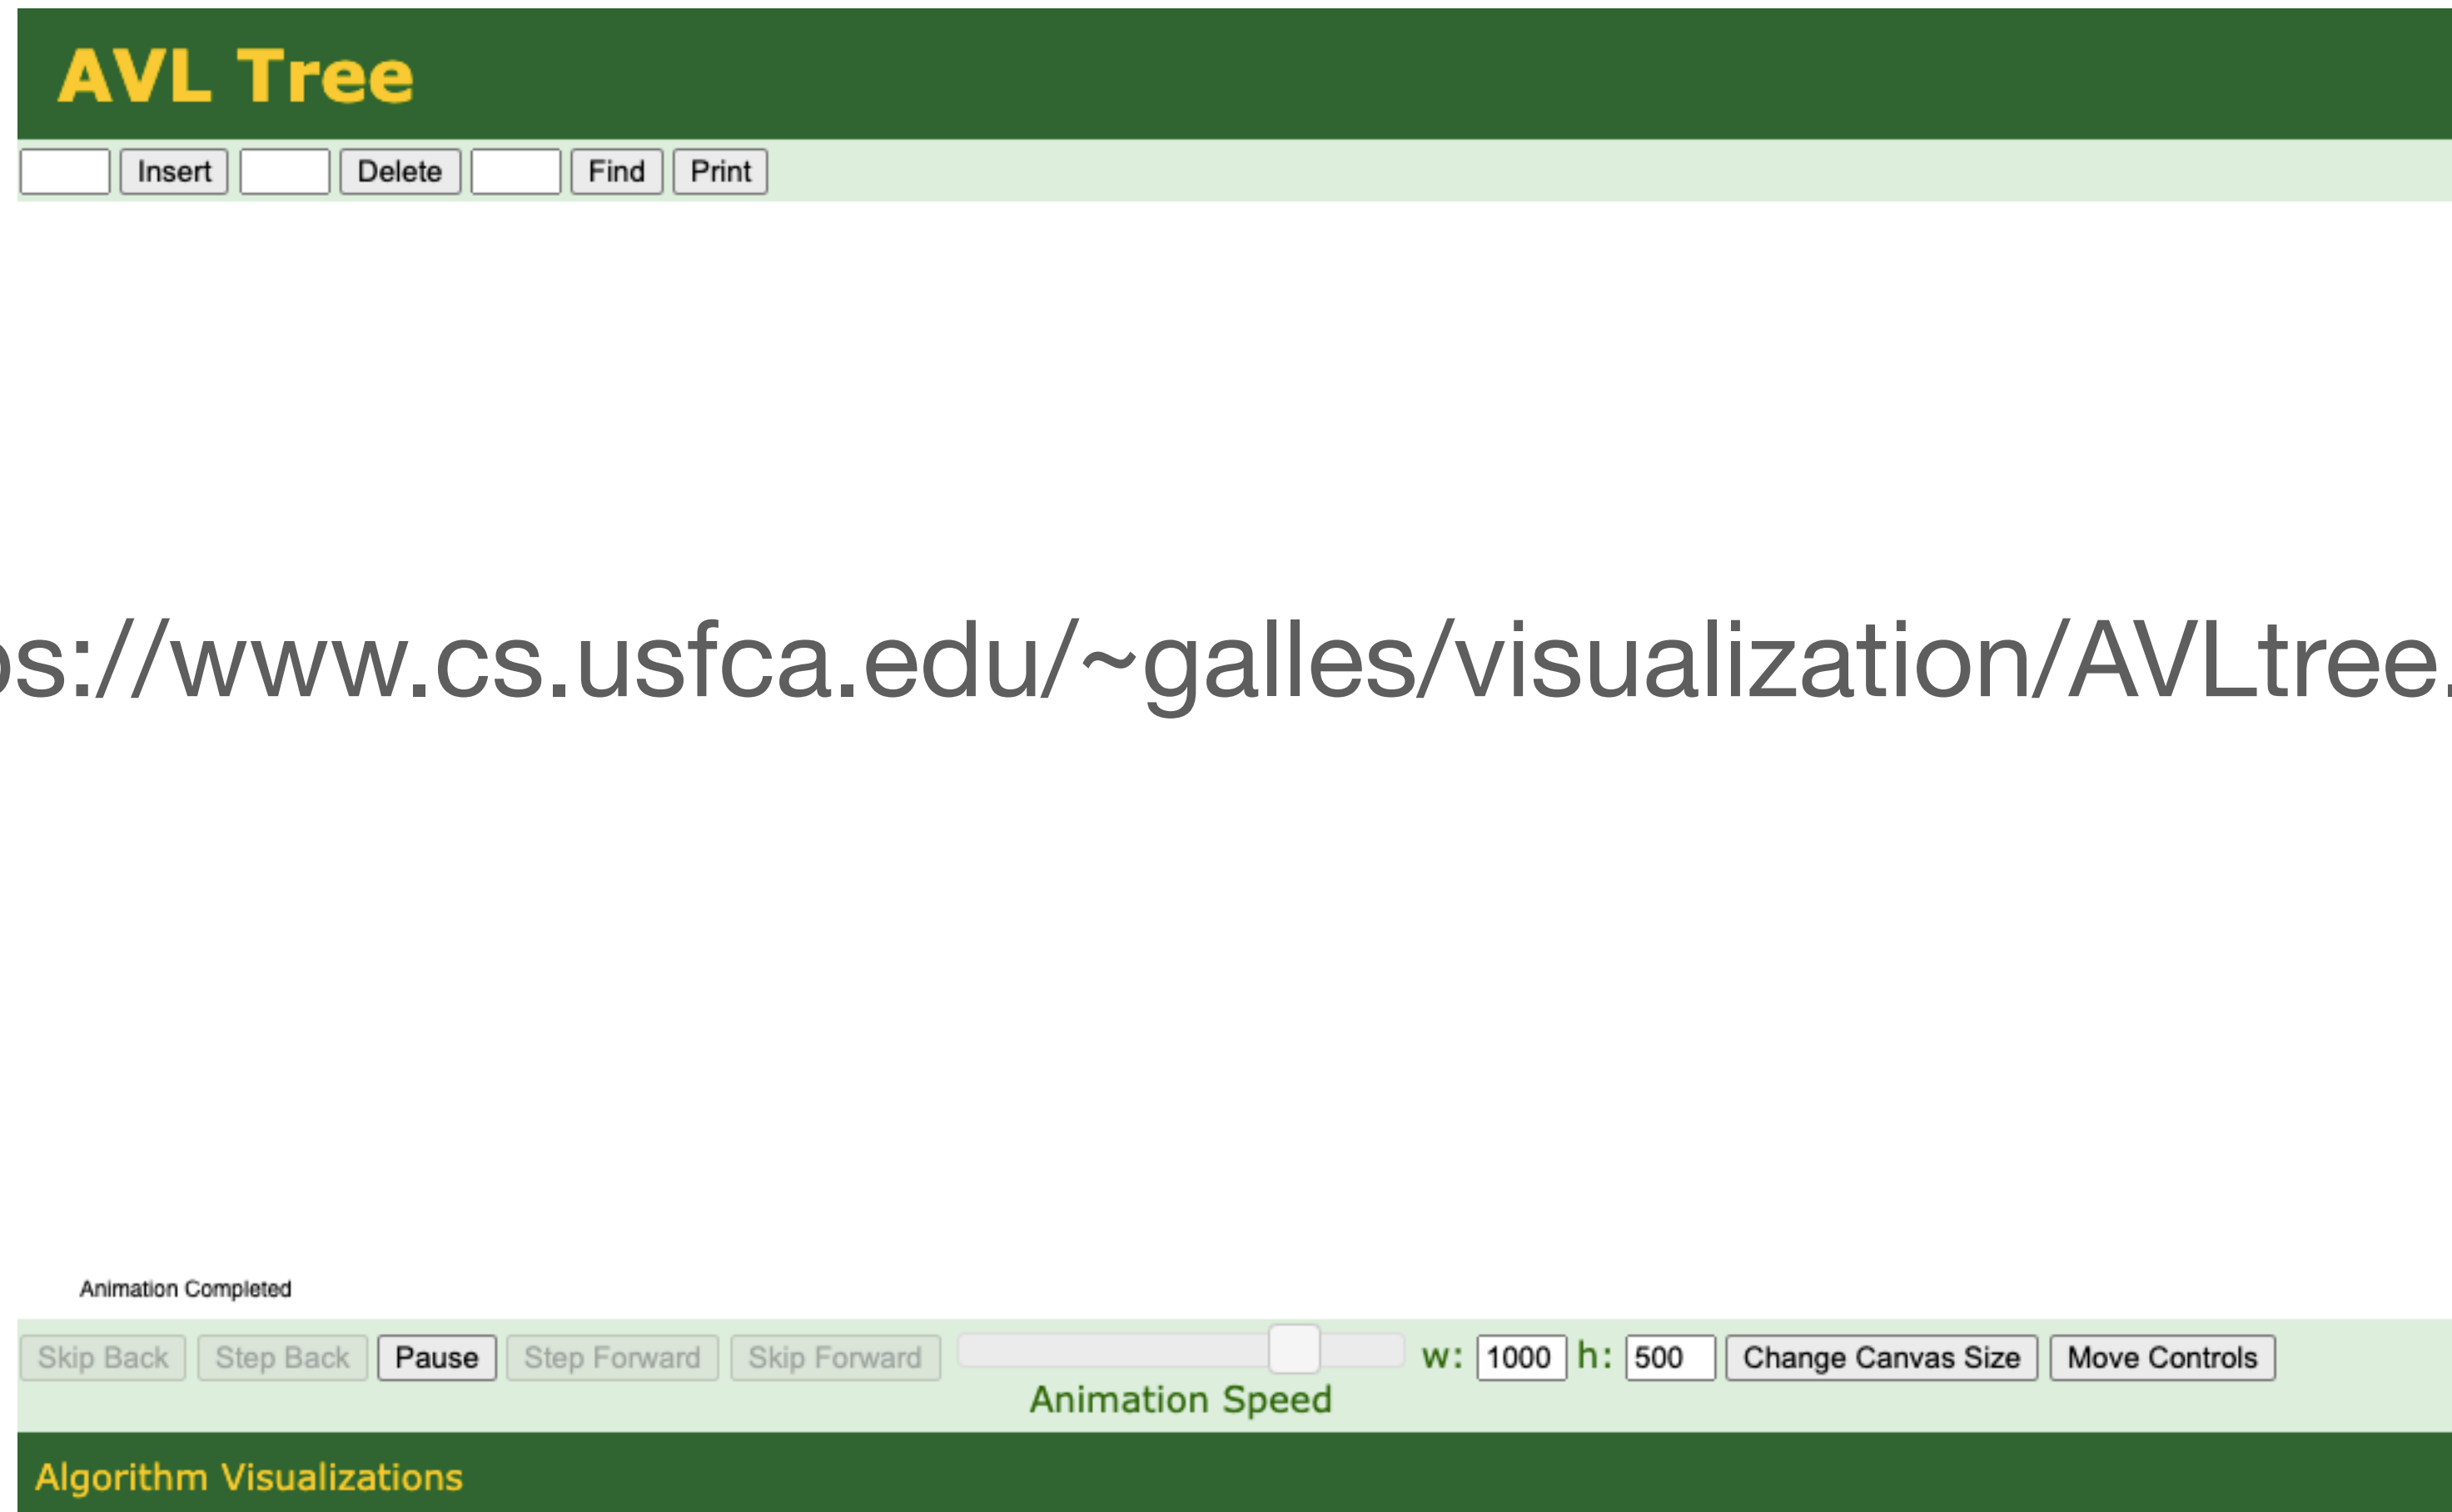 AVL Tree
Insert Delete Find Print
ps://www.cs.usfca.edu/~galles/visualization/AVLtree.
Animation Completed
Skip Back Step Back Pause Step Forward Skip Forward w: 1000 h: 500 Change Canvas Size Move Controls
Animation Speed
Algorithm Visualizations